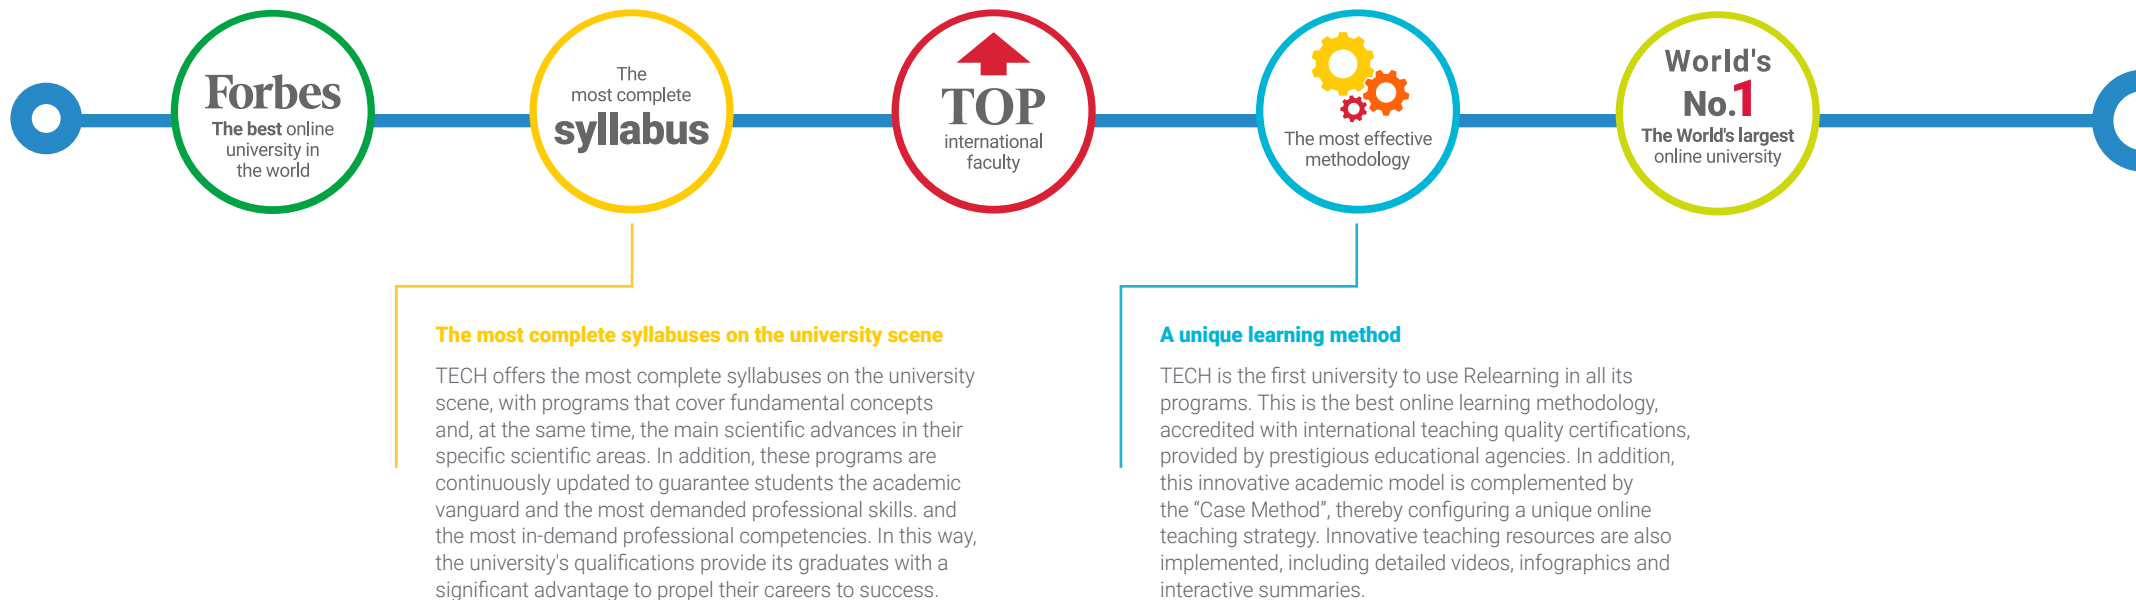 Forbes
The best online
university in
the world
The
most complete
syllabus
TOP
international
faculty
The most effective
methodology
World's
No.1
The World's largest
online university
The most complete syllabuses on the university scene
TECH offers the most complete syllabuses on the university
scene, with programs that cover fundamental concepts
and, at the same time, the main scientific advances in their
specific scientific areas. In addition, these programs are
continuously updated to guarantee students the academic
vanguard and the most demanded professional skills. and
the most in-demand professional competencies. In this way,
the university's qualifications provide its graduates with a
significant advantage to propel their careers to success.
A unique learning method
TECH is the first university to use Relearning in all its
programs. This is the best online learning methodology,
accredited with international teaching quality certifications,
provided by prestigious educational agencies. In addition,
this innovative academic model is complemented by
the “Case Method”, thereby configuring a unique online
teaching strategy. Innovative teaching resources are also
implemented, including detailed videos, infographics and
interactive summaries.